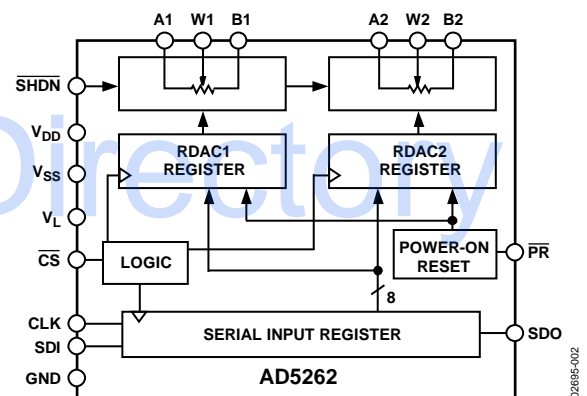 A1 W1 B1 A2 W2 B2
SHDN
VDD
VSS
VL
CS
CLK
SDI
GND
RDAC1
REGISTER
RDAC2
REGISTER
LOGIC
POWER-ON
RESET
PR
8
SERIAL INPUT REGISTER
SDO
AD5262
02695-002
Directory